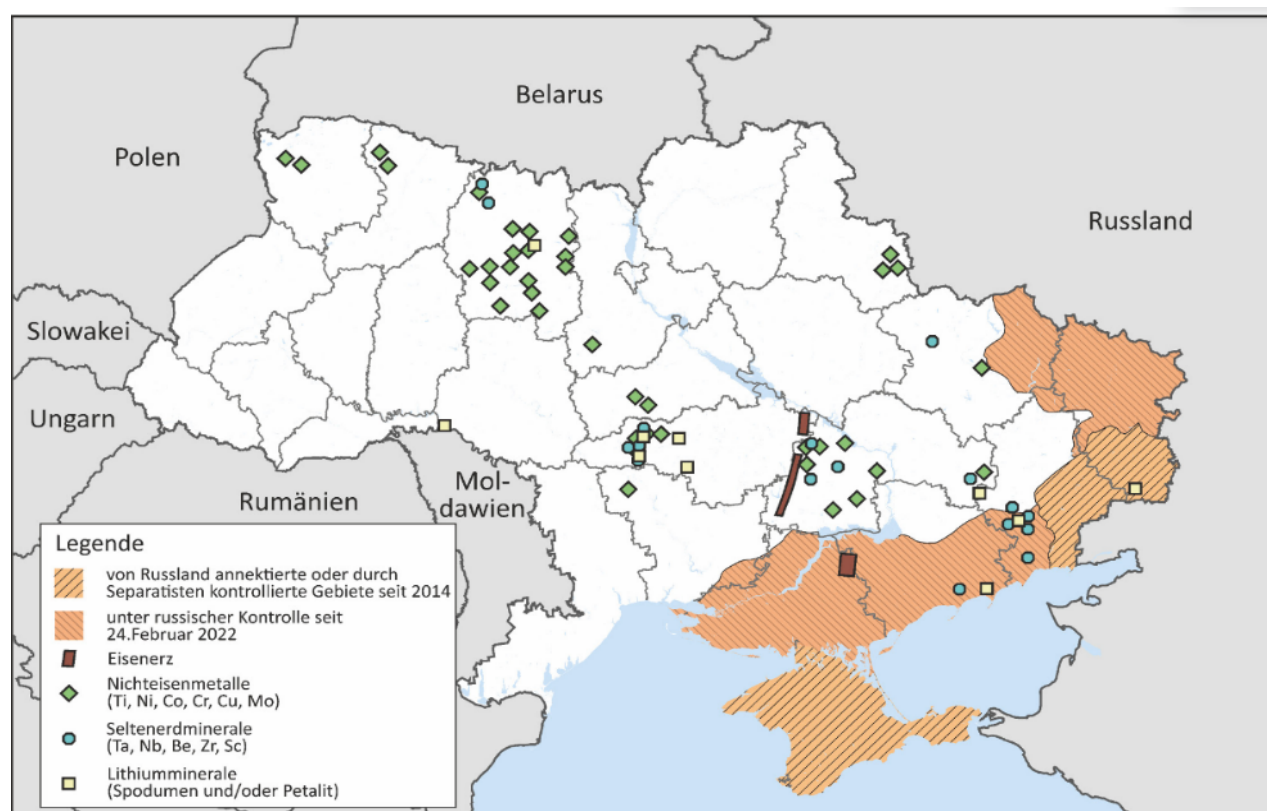 Belarus
Polen
Russland
Slowakei
Ungarn
Mol-
dawien
Rumänien
Legende
von Russland annektierte oder durch
Separatisten kontrollierte Gebiete seit 2014
unter russischer Kontrolle seit
24.Februar 2022
Eisenerz
Nichteisenmetalle
(Ti, Ni, Co, Cr, Cu, Mo)
Seltenerdminerale
(Ta, Nb, Be, Zr, Sc)
Lithiumminerale
(Spodumen und/oder Petalit)